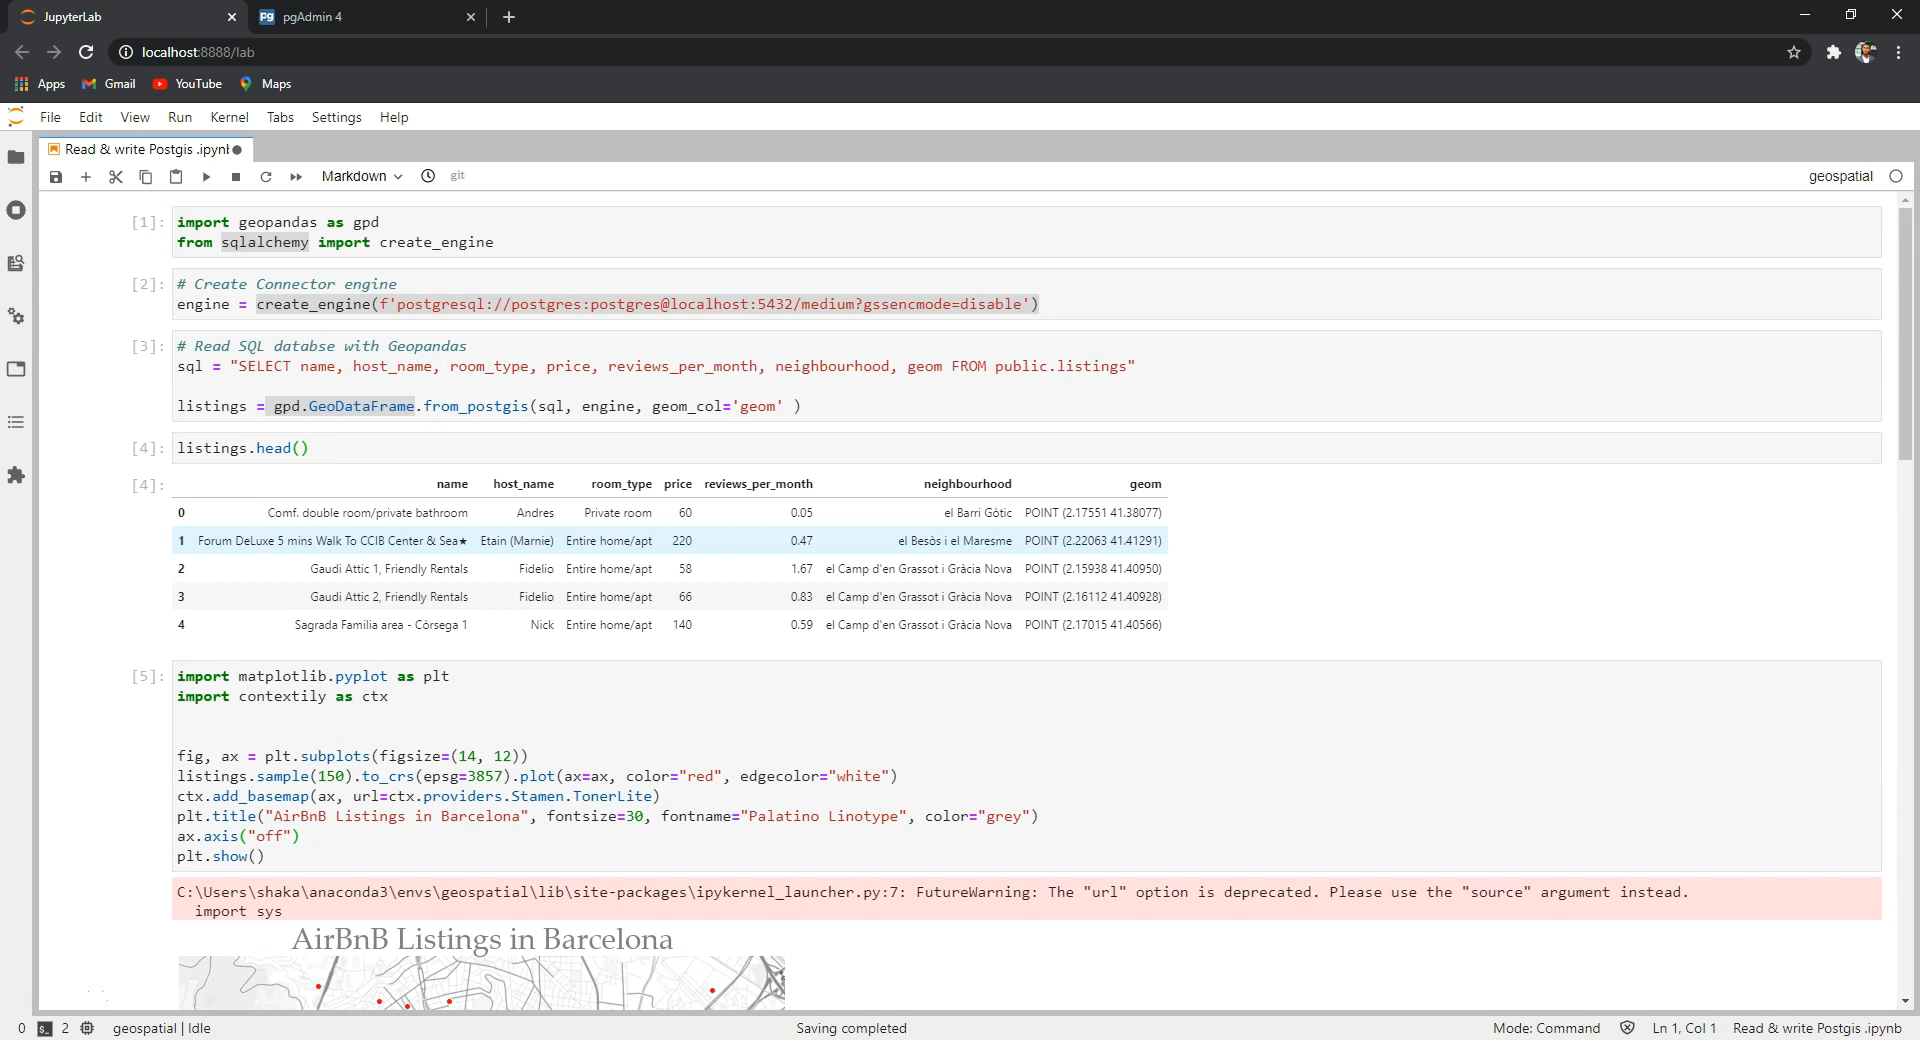 JupyterLab
pgAdmin 4
localhost:8888/lab
Apps Gmail YouTube Maps
File Edit View Run Kernel Tabs Settings Help
Read & write Postgis .ipynb
Markdown git geospatial
[1]: import geopandas as gpd
from sqlalchemy import create_engine
[2]: # Create Connector engine
engine = create_engine(f'postgresql://postgres:postgres@localhost:5432/medium?gssencmode=disable')
[3]: # Read SQL databse with Geopandas
sql = "SELECT name, host_name, room_type, price, reviews_per_month, neighbourhood, geom FROM public.listings"
listings = gpd.GeoDataFrame.from_postgis(sql, engine, geom_col='geom' )
[4]: listings.head()
[4]: name host_name room_type price reviews_per_month neighbourhood geom
0 Comf. double room/private bathroom Andres Private room 60 0.05 el Barri Gòtic POINT (2.17551 41.38077)
1 Forum DeLuxe 5 mins Walk To CCIB Center & Sea★ Etain (Marnie) Entire home/apt 220 0.47 el Besòs i el Maresme POINT (2.22063 41.41291)
2 Gaudi Attic 1, Friendly Rentals Fidelio Entire home/apt 58 1.67 el Camp d'en Grassot i Gràcia Nova POINT (2.15938 41.40950)
3 Gaudi Attic 2, Friendly Rentals Fidelio Entire home/apt 66 0.83 el Camp d'en Grassot i Gràcia Nova POINT (2.16112 41.40928)
4 Sagrada Familia area - Còrsega 1 Nick Entire home/apt 140 0.59 el Camp d'en Grassot i Gràcia Nova POINT (2.17015 41.40566)
[5]: import matplotlib.pyplot as plt
import contextily as ctx
fig, ax = plt.subplots(figsize=(14, 12))
listings.sample(150).to_crs(epsg=3857).plot(ax=ax, color="red", edgecolor="white")
ctx.add_basemap(ax, url=ctx.providers.Stamen.TonerLite)
plt.title("AirBnB Listings in Barcelona", fontsize=30, fontname="Palatino Linotype", color="grey")
ax.axis("off")
plt.show()
C:\Users\shaka\anaconda3\envs\geospatial\lib\site-packages\ipykernel_launcher.py:7: FutureWarning: The "url" option is deprecated. Please use the "source" argument instead.
import sys
AirBnB Listings in Barcelona
0 2 geospatial | Idle Saving completed Mode: Command Ln 1, Col 1 Read & write Postgis .ipynb